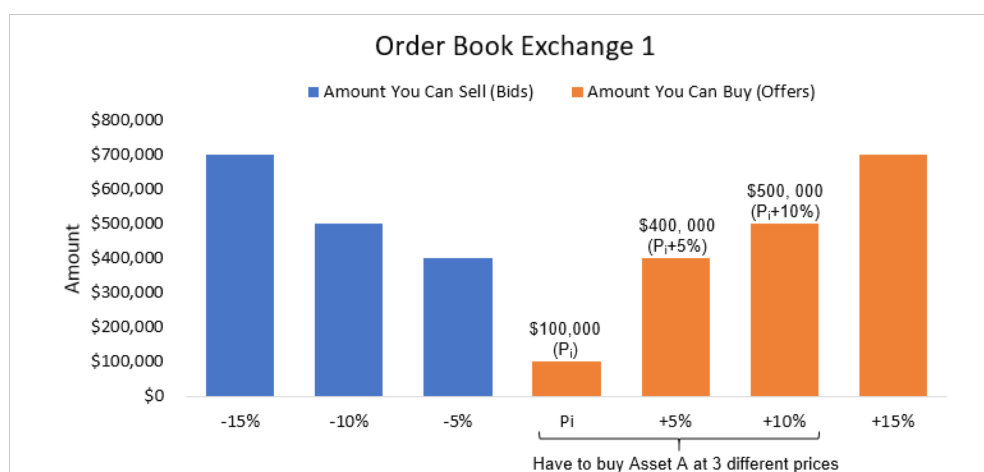 Order Book Exchange 1
Amount You Can Sell (Bids) Amount You Can Buy (Offers)
Amount
$800,000
$700,000
$600,000
$500,000
$400,000
$300,000
$200,000
$100,000
$0
$100,000
(Pi)
$400, 000
(Pi+5%)
$500, 000
(Pi+10%)
-15% -10% -5% Pi +5% +10% +15%
Have to buy Asset A at 3 different prices